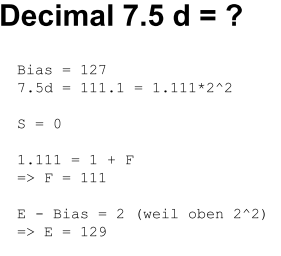 Decimal 7.5 d = ?
Bias = 127
7.5d = 111.1 = 1.111*2^2
S = 0
1.111 = 1 + F
=> F = 111
E - Bias = 2 (weil oben 2^2)
=> E = 129